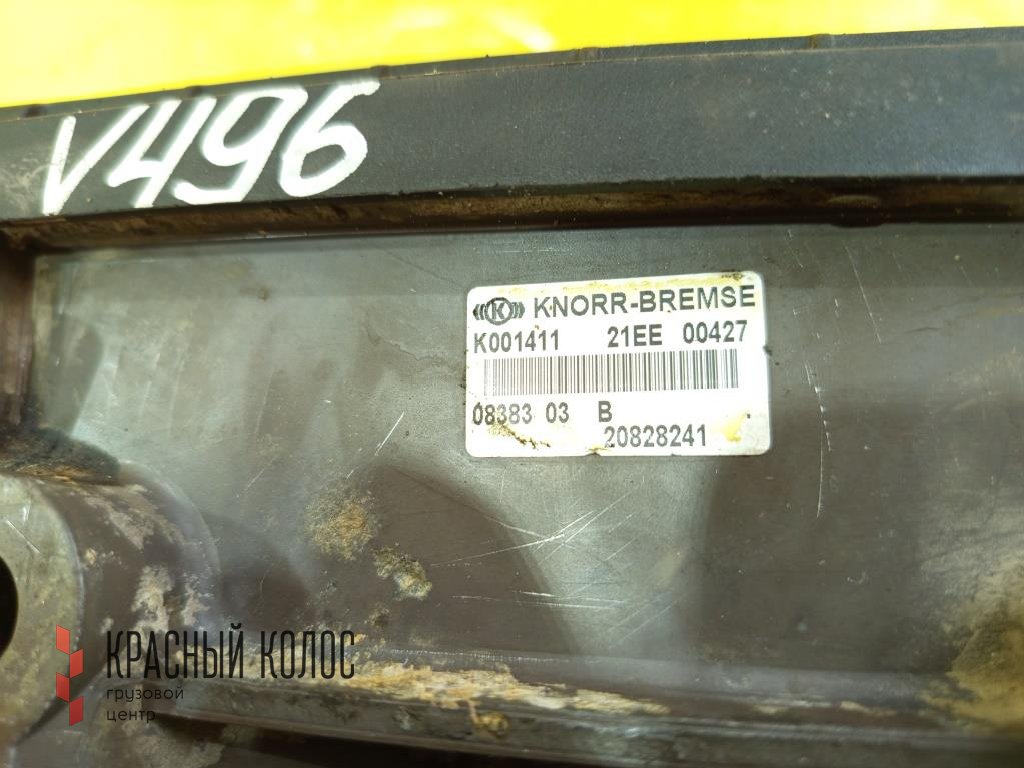 V496
KNORR-BREMSE
K001411 21EE 00427
08383 03 B
20828241
КРАСНЫЙ КОЛОС
грузовой
центр